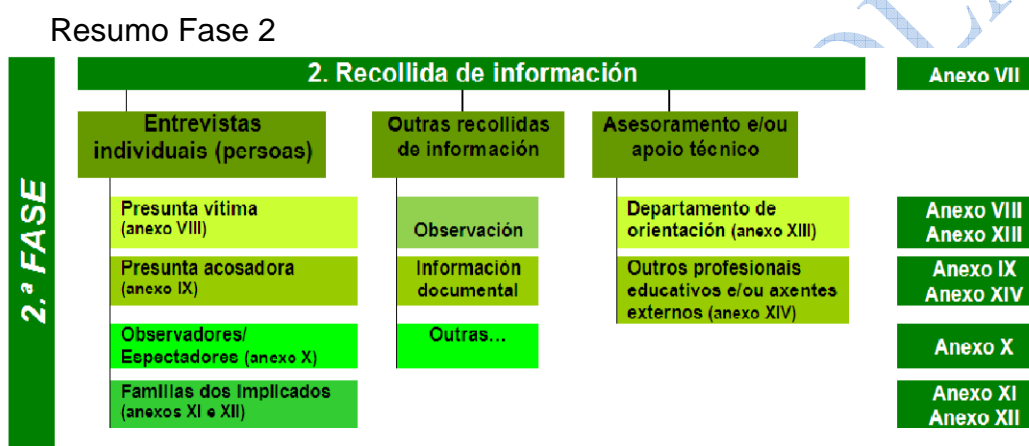 Resumo Fase 2
2.ª FASE
2. Recollida de información
Anexo VII
Entrevistas
individuais (persoas)
Presunta vítima
(anexo VIII)
Presunta acosadora
(anexo IX)
Observadores/
Espectadores (anexo X)
Familias dos implicados
(anexos XI e XII)
Outras recollidas
de información
Observación
Información
documental
Outras...
Asesoramento e/ou
apoio técnico
Departamento de
orientación (anexo XIII)
Outros profesionais
educativos e/ou axentes
externos (anexo XIV)
Anexo VIII
Anexo XIII
Anexo IX
Anexo XIV
Anexo X
Anexo XI
Anexo XII